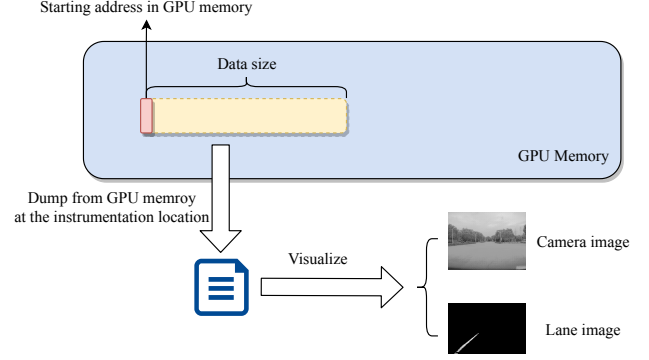 Starting address in GPU memory
Data size
GPU Memory
Dump from GPU memroy
at the instrumentation location
Visualize
Camera image
Lane image